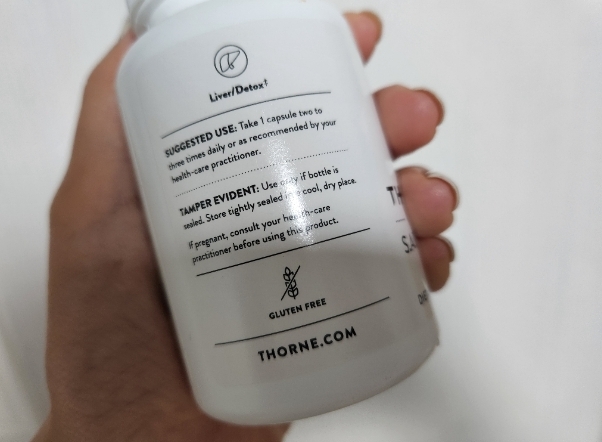 Liver/Detox†
SUGGESTED USE: Take 1 capsule two to
three times daily or as recommended by your
health-care practitioner.
TAMPER EVIDENT: Use only if bottle is
sealed. Store tightly sealed in a cool, dry place.
If pregnant, consult your health-care
practitioner before using this product.
GLUTEN FREE
THORNE.COM
TH
S.A